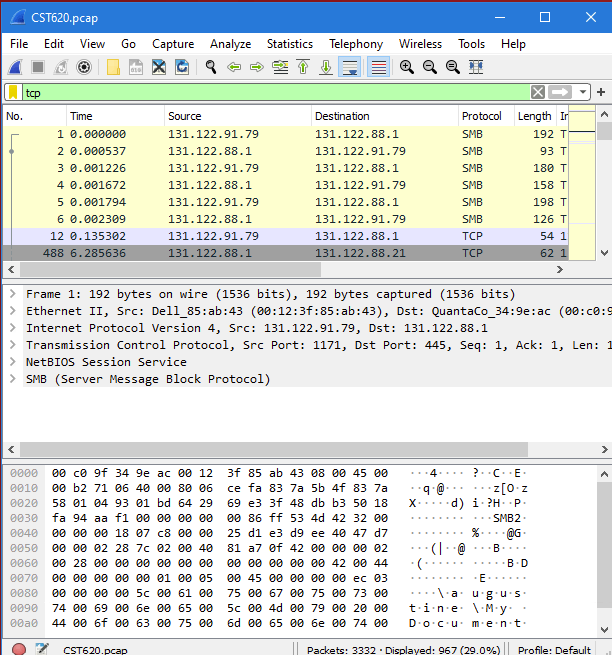 CST620.pcap
File Edit View Go Capture Analyze Statistics Telephony Wireless Tools Help
tcp
No. Time Source Destination Protocol Length
1 0.000000 131.122.91.79 131.122.88.1 SMB 192 T
2 0.000537 131.122.88.1 131.122.91.79 SMB 93 T
3 0.001226 131.122.91.79 131.122.88.1 SMB 180 T
4 0.001672 131.122.88.1 131.122.91.79 SMB 158 T
5 0.001794 131.122.91.79 131.122.88.1 SMB 198 T
6 0.002309 131.122.88.1 131.122.91.79 SMB 126 T
12 0.135302 131.122.91.79 131.122.88.1 TCP 54 1
488 6.285636 131.122.88.1 131.122.88.21 TCP 62 1
Frame 1: 192 bytes on wire (1536 bits), 192 bytes captured (1536 bits)
Ethernet II, Src: Dell_85:ab:43 (00:12:3f:85:ab:43), Dst: QuantaCo_34:9e:ac (00:c0:9
Internet Protocol Version 4, Src: 131.122.91.79, Dst: 131.122.88.1
Transmission Control Protocol, Src Port: 1171, Dst Port: 445, Seq: 1, Ack: 1, Len: 1
NetBIOS Session Service
SMB (Server Message Block Protocol)
0000 00 c0 9f 34 9e ac 00 12 3f 85 ab 43 08 00 45 00 ···4···· ?··C··E·
0010 00 b2 71 06 40 00 80 06 ce fa 83 7a 5b 4f 83 7a ··q·@··· ···z[O·z
0020 58 01 04 93 01 bd 64 29 69 e3 3f 48 db b3 50 18 X·····d) i·?H··P·
0030 fa 94 aa f1 00 00 00 00 00 86 ff 53 4d 42 32 00 ········ ···SMB2·
0040 00 00 00 18 07 c8 00 00 25 d1 e3 d9 ee 40 47 d7 ········ %····@G·
0050 00 00 02 28 7c 02 00 40 81 a7 0f 42 00 00 00 02 ···(|··@ ···B····
0060 00 28 00 00 00 00 00 00 00 00 00 00 42 00 44 ·(······ ····B·D
0070 00 00 00 00 01 00 05 00 45 00 00 00 00 ec 03 ········ E·····
0080 00 00 00 5c 00 61 00 75 00 67 00 75 00 73 00 ····\·a· u·g·u·s·
0090 74 00 69 00 6e 00 65 00 5c 00 4d 00 79 00 20 00 t·i·n·e· \·M·y· ·
00a0 44 00 6f 00 63 00 75 00 6d 00 65 00 6e 00 74 00 D·o·c·u· m·e·n·t·
CST620.pcap Packets: 3332 · Displayed: 967 (29.0%) Profile: Default